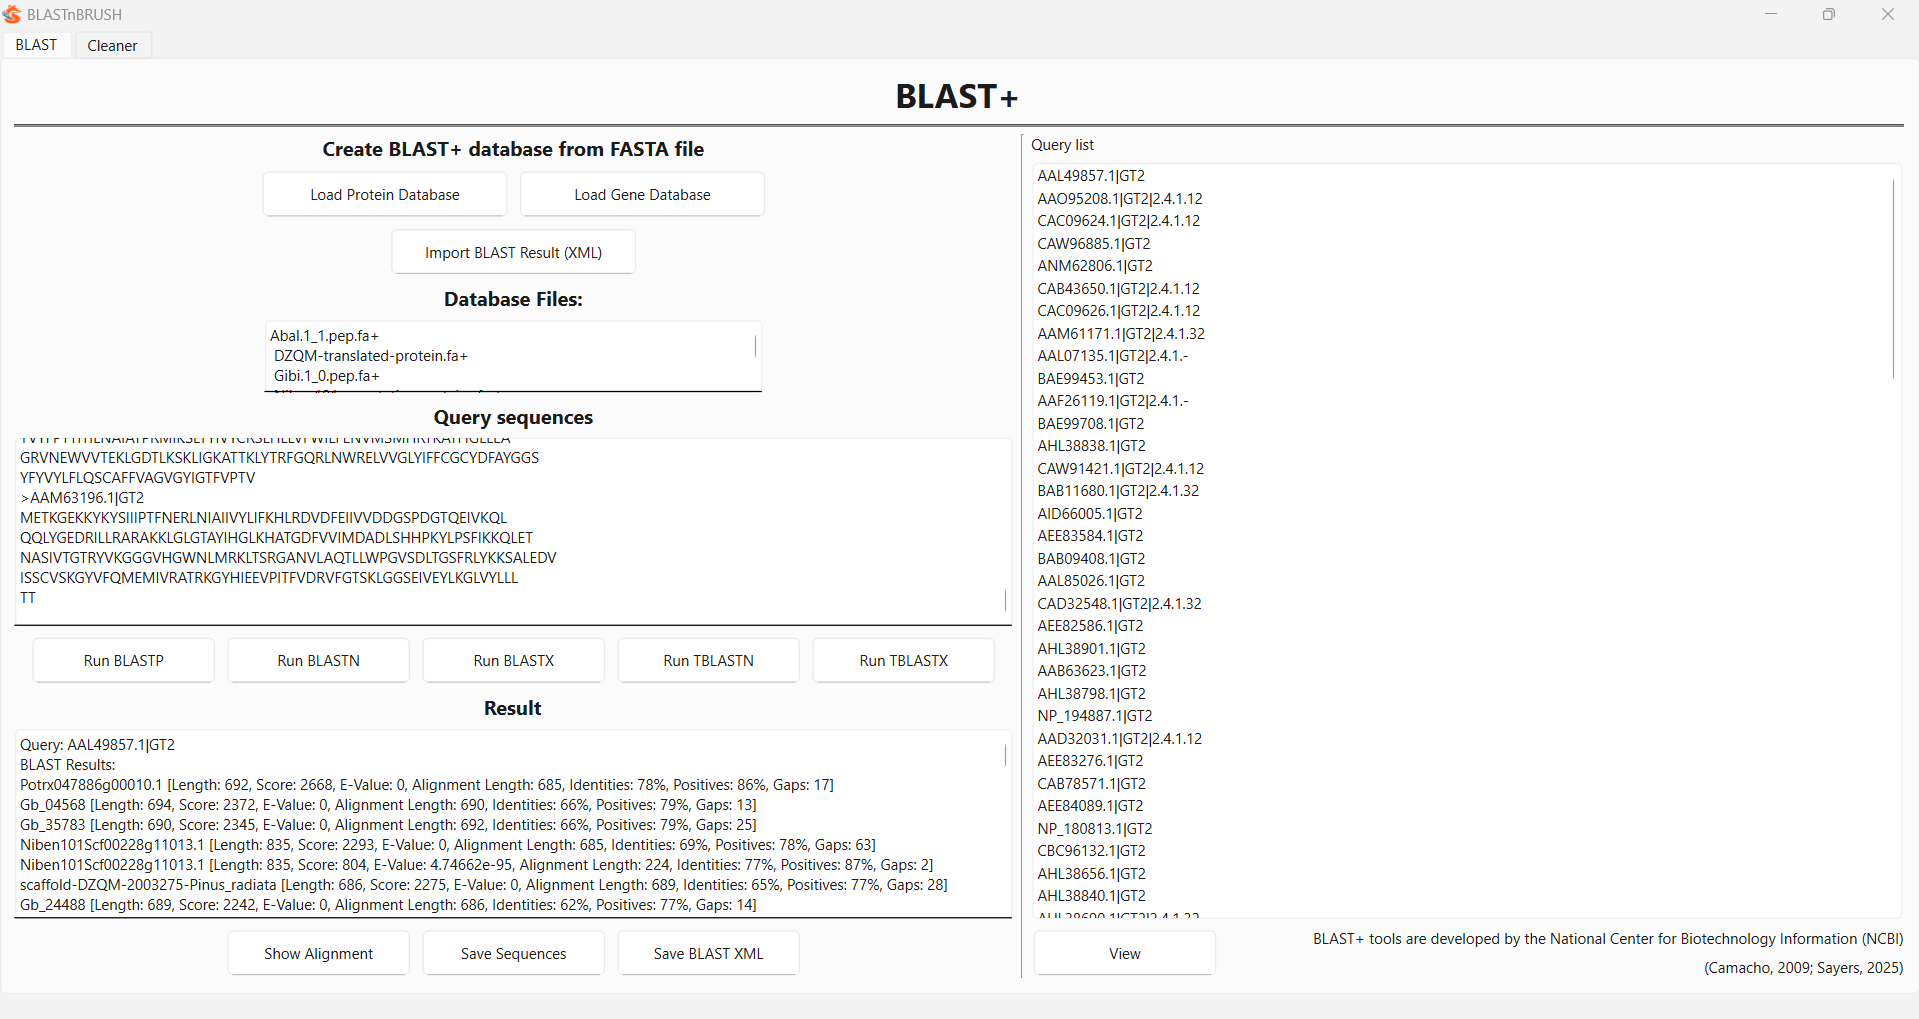 BLASTnBRUSH
BLAST
Cleaner
BLAST+
Create BLAST+ database from FASTA file
Load Protein Database
Load Gene Database
Import BLAST Result (XML)
Database Files:
Abal.1_1.pep.fa+
DZQM-translated-protein.fa+
Gibi.1_0.pep.fa+
Query sequences
GRVNEWVVTEKLGDTLKSKLIGKATTKLYTRFGQRLNWRELVVGLYIFFCGCYDFAYGGS
YFYVYLFLQSCAFFVAGVGYIGTFVPTV
>AAM63196.1|GT2
METKGEKKYKYSIIIPTFNERLNIAIIVYLIFKHLRDVDFEIIVVDDGSPDGTQEIVKQL
QQLYGEDRILLRARAKKLGLGTAYIHGLKHATGDFVVIMDADLSHHPKYLPSFIKKQLET
NASIVTGTRYVKGGGVHGWNLMRKLTSRGANVLAQTLLWPGVSDLTGSFRLYKKSALEDV
ISSCVSKGYVFQMEMIVRATRKGYHIEEVPITFVDRVFGTSKLGGSEIVEYLKGLVYLLL
TT
Run BLASTP
Run BLASTN
Run BLASTX
Run TBLASTN
Run TBLASTX
Result
Query: AAL49857.1|GT2
BLAST Results:
Potrx047886g00010.1 [Length: 692, Score: 2668, E-Value: 0, Alignment Length: 685, Identities: 78%, Positives: 86%, Gaps: 17]
Gb_04568 [Length: 694, Score: 2372, E-Value: 0, Alignment Length: 690, Identities: 66%, Positives: 79%, Gaps: 13]
Gb_35783 [Length: 690, Score: 2345, E-Value: 0, Alignment Length: 692, Identities: 66%, Positives: 79%, Gaps: 25]
Niben101Scf00228g11013.1 [Length: 835, Score: 2293, E-Value: 0, Alignment Length: 685, Identities: 69%, Positives: 78%, Gaps: 63]
Niben101Scf00228g11013.1 [Length: 835, Score: 804, E-Value: 4.74662e-95, Alignment Length: 224, Identities: 77%, Positives: 87%, Gaps: 2]
scaffold-DZQM-2003275-Pinus_radiata [Length: 686, Score: 2275, E-Value: 0, Alignment Length: 689, Identities: 65%, Positives: 77%, Gaps: 28]
Gb_24488 [Length: 689, Score: 2242, E-Value: 0, Alignment Length: 686, Identities: 62%, Positives: 77%, Gaps: 14]
Show Alignment
Save Sequences
Save BLAST XML
Query list
AAL49857.1|GT2
AAO95208.1|GT2|2.4.1.12
CAC09624.1|GT2|2.4.1.12
CAW96885.1|GT2
ANM62806.1|GT2
CAB43650.1|GT2|2.4.1.12
CAC09626.1|GT2|2.4.1.12
AAM61171.1|GT2|2.4.1.32
AAL07135.1|GT2|2.4.1.-
BAE99453.1|GT2
AAF26119.1|GT2|2.4.1.-
BAE99708.1|GT2
AHL38838.1|GT2
CAW91421.1|GT2|2.4.1.12
BAB11680.1|GT2|2.4.1.32
AID66005.1|GT2
AEE83584.1|GT2
BAB09408.1|GT2
AAL85026.1|GT2
CAD32548.1|GT2|2.4.1.32
AEE82586.1|GT2
AHL38901.1|GT2
AAB63623.1|GT2
AHL38798.1|GT2
NP_194887.1|GT2
AAD32031.1|GT2|2.4.1.12
AEE83276.1|GT2
CAB78571.1|GT2
AEE84089.1|GT2
NP_180813.1|GT2
CBC96132.1|GT2
AHL38656.1|GT2
AHL38840.1|GT2
View
BLAST+ tools are developed by the National Center for Biotechnology Information (NCBI)
(Camacho, 2009; Sayers, 2025)